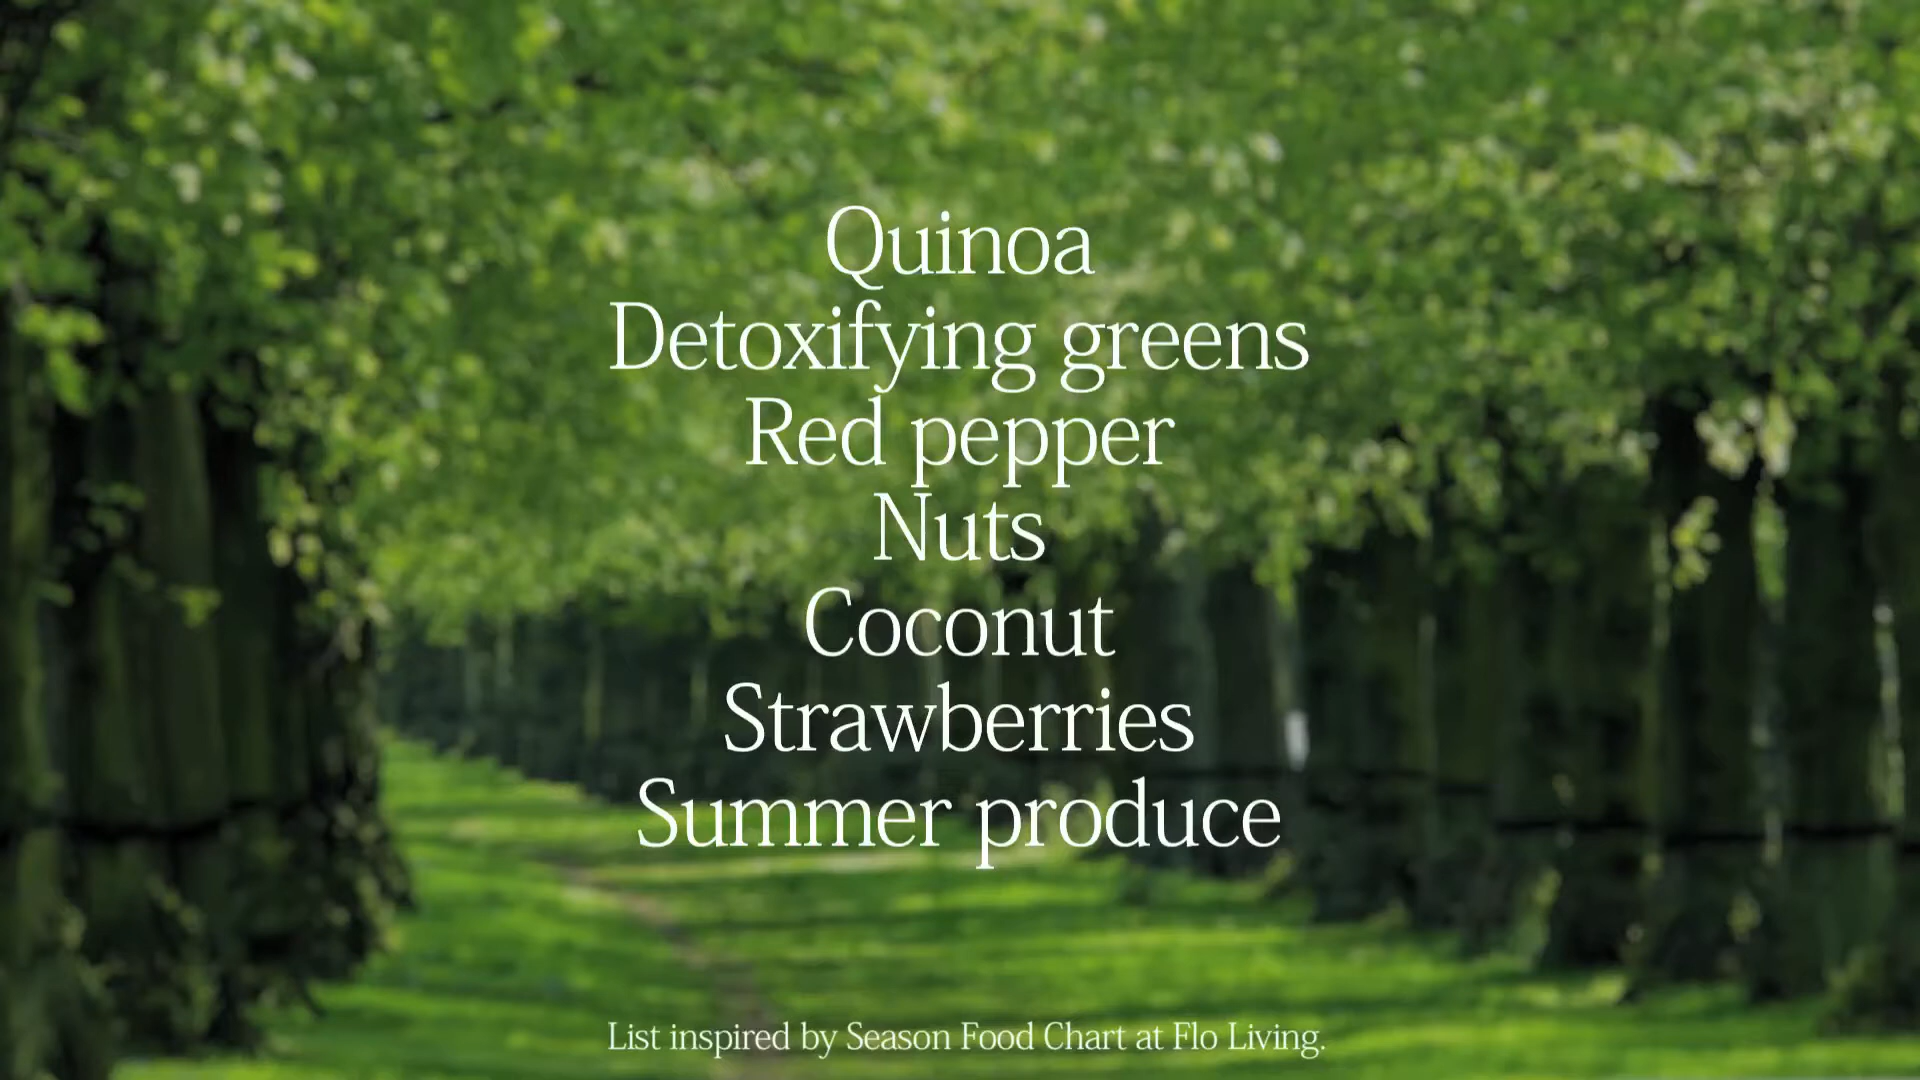 Quinoa
Detoxifying greens
Red pepper
Nuts
Coconut
Strawberries
Summer produce
List inspired by Season Food Chart at Flo Living.